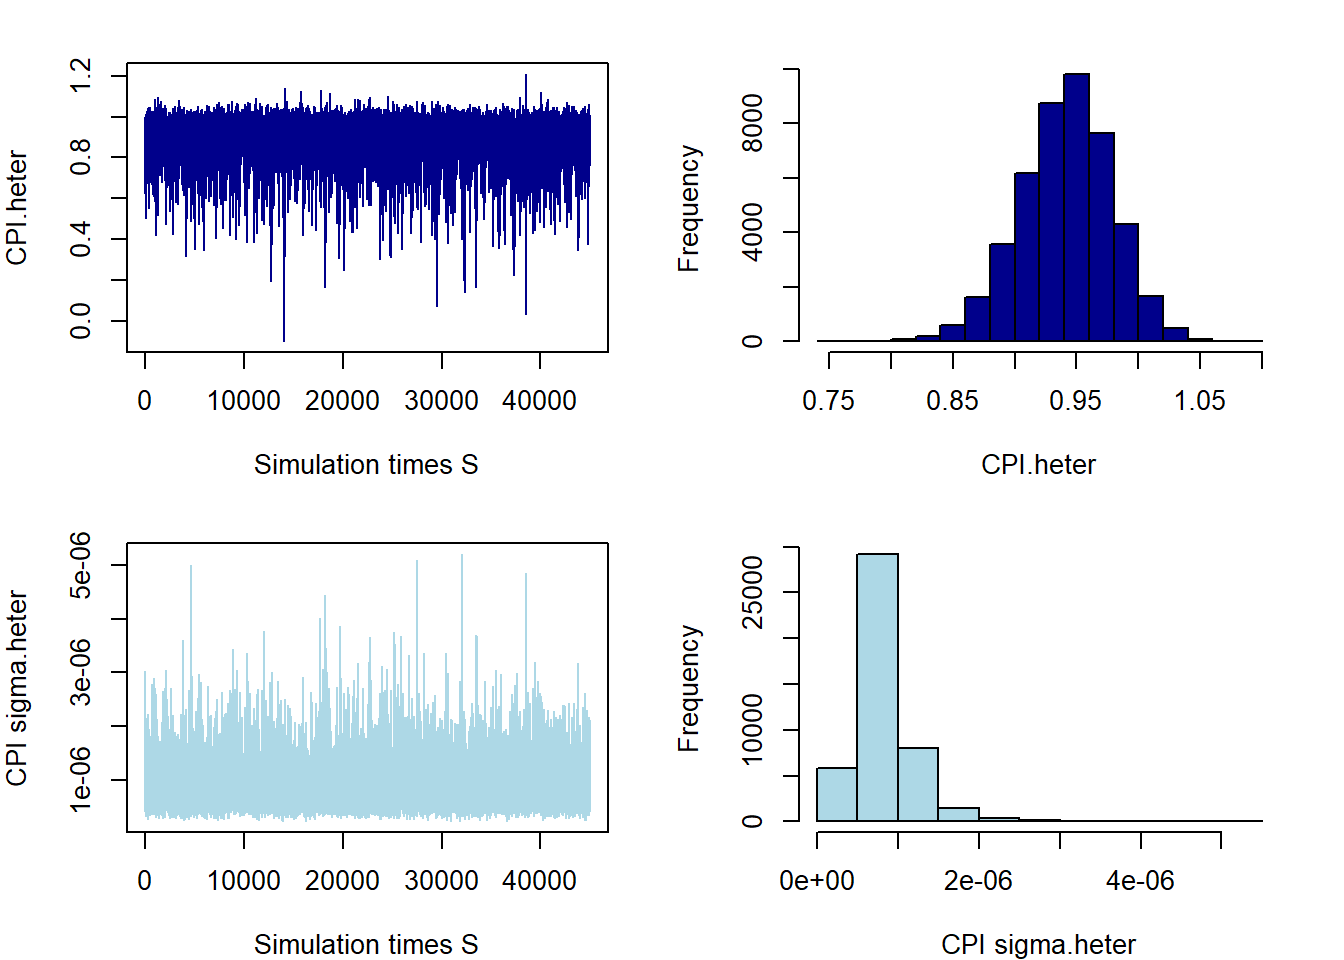 CPI.heter
0.0 0.4 0.8 1.2
0 10000 20000 30000 40000
Simulation times S
Frequency
0 4000 8000
0.75 0.85 0.95 1.05
CPI.heter
CPI sigma.heter
1e-06 3e-06 5e-06
0 10000 20000 30000 40000
Simulation times S
Frequency
0 10000 25000
0e+00 2e-06 4e-06
CPI sigma.heter